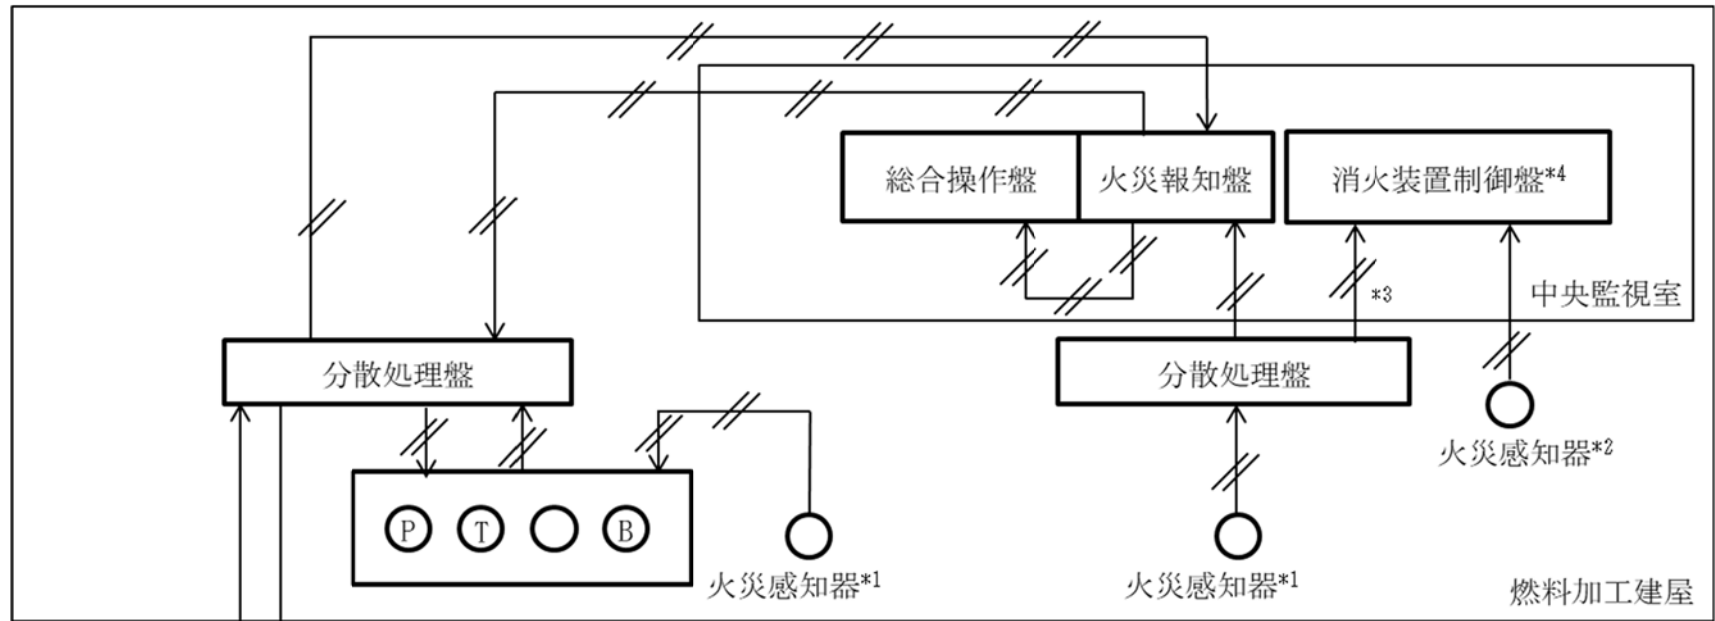 総合操作盤
火災報知盤
消火装置制御盤*4
*3
中央監視室
分散処理盤
分散処理盤
火災感知器*2
P
T
B
火災感知器*1
火災感知器*1
燃料加工建屋